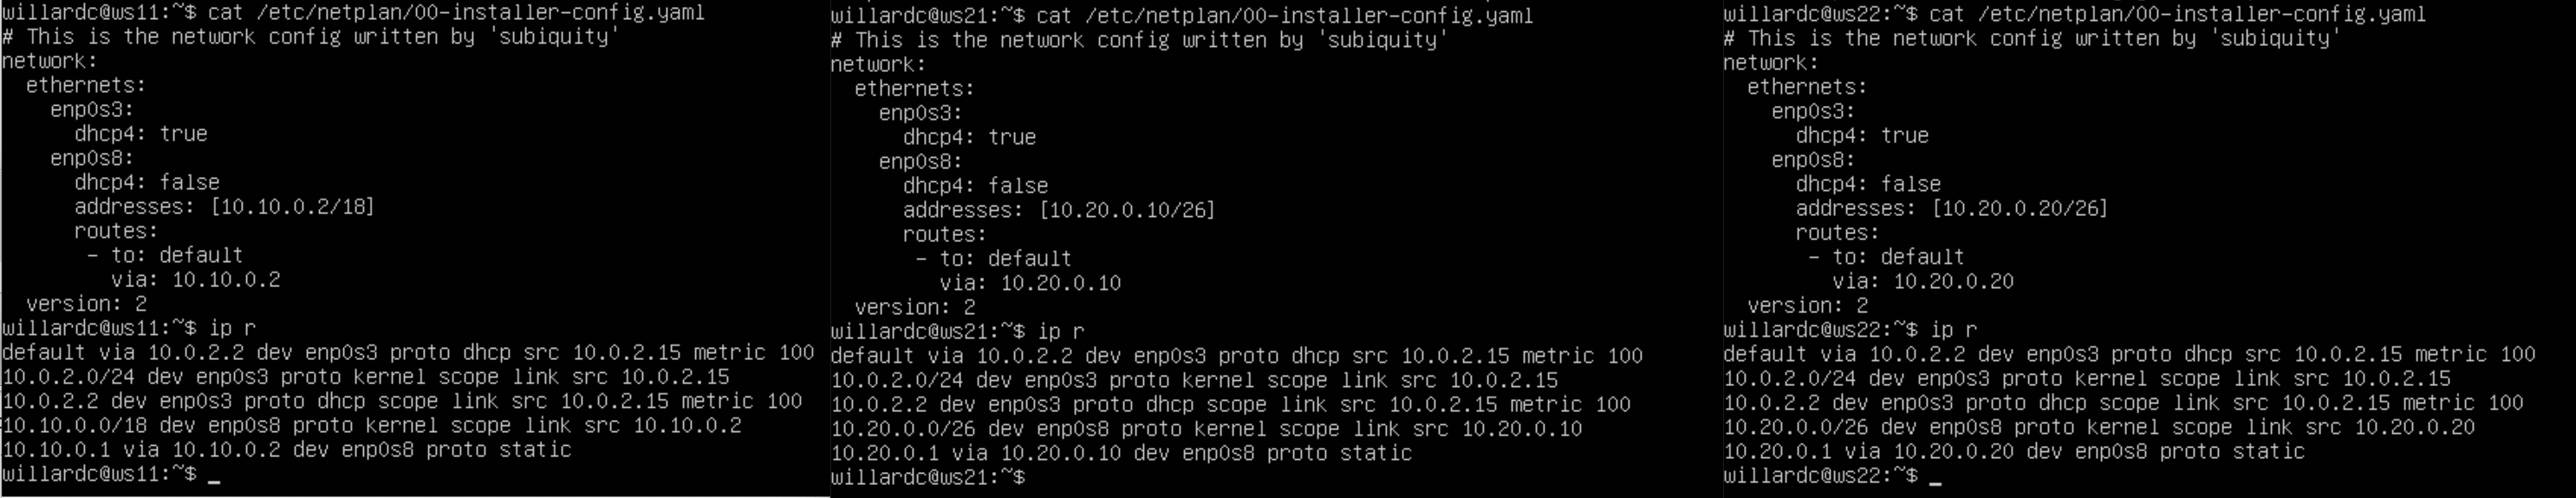 willardc@ws11:~$ cat /etc/netplan/00-installer-config.yaml
# This is the network config written by 'subiquity'
network:
  ethernets:
    enp0s3:
      dhcp4: true
    enp0s8:
      dhcp4: false
      addresses: [10.10.0.2/18]
      routes:
       - to: default
         via: 10.10.0.2
  version: 2
willardc@ws11:~$ ip r
default via 10.0.2.2 dev enp0s3 proto dhcp src 10.0.2.15 metric 100
10.0.2.0/24 dev enp0s3 proto kernel scope link src 10.0.2.15
10.0.2.2 dev enp0s3 proto dhcp scope link src 10.0.2.15 metric 100
10.10.0.0/18 dev enp0s8 proto kernel scope link src 10.10.0.2
10.10.0.1 via 10.10.0.2 dev enp0s8 proto static
willardc@ws11:~$ _
willardc@ws21:~$ cat /etc/netplan/00-installer-config.yaml
# This is the network config written by 'subiquity'
network:
  ethernets:
    enp0s3:
      dhcp4: true
    enp0s8:
      dhcp4: false
      addresses: [10.20.0.10/26]
      routes:
       - to: default
         via: 10.20.0.10
  version: 2
willardc@ws21:~$ ip r
default via 10.0.2.2 dev enp0s3 proto dhcp src 10.0.2.15 metric 100
10.0.2.0/24 dev enp0s3 proto kernel scope link src 10.0.2.15
10.0.2.2 dev enp0s3 proto dhcp scope link src 10.0.2.15 metric 100
10.20.0.0/26 dev enp0s8 proto kernel scope link src 10.20.0.10
10.20.0.1 via 10.20.0.10 dev enp0s8 proto static
willardc@ws21:~$
willardc@ws22:~$ cat /etc/netplan/00-installer-config.yaml
# This is the network config written by 'subiquity'
network:
  ethernets:
    enp0s3:
      dhcp4: true
    enp0s8:
      dhcp4: false
      addresses: [10.20.0.20/26]
      routes:
       - to: default
         via: 10.20.0.20
  version: 2
willardc@ws22:~$ ip r
default via 10.0.2.2 dev enp0s3 proto dhcp src 10.0.2.15 metric 100
10.0.2.0/24 dev enp0s3 proto kernel scope link src 10.0.2.15
10.0.2.2 dev enp0s3 proto dhcp scope link src 10.0.2.15 metric 100
10.20.0.0/26 dev enp0s8 proto kernel scope link src 10.20.0.20
10.20.0.1 via 10.20.0.20 dev enp0s8 proto static
willardc@ws22:~$ _